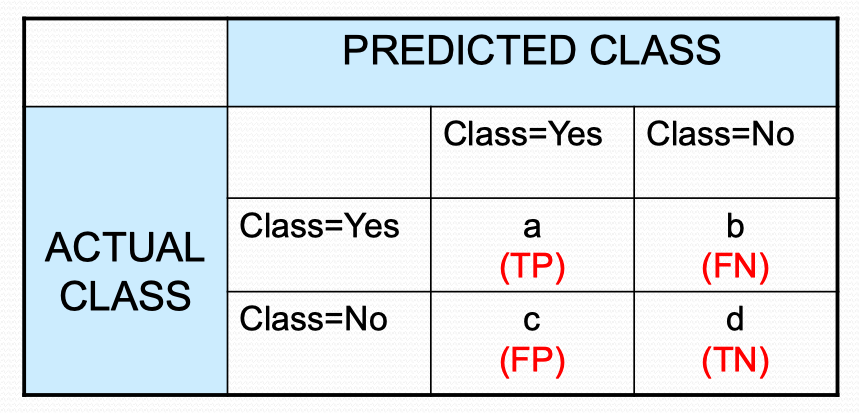 PREDICTED CLASS
Class=Yes
Class=No
ACTUAL
CLASS
Class=Yes
a
(TP)
b
(FN)
Class=No
c
(FP)
d
(TN)